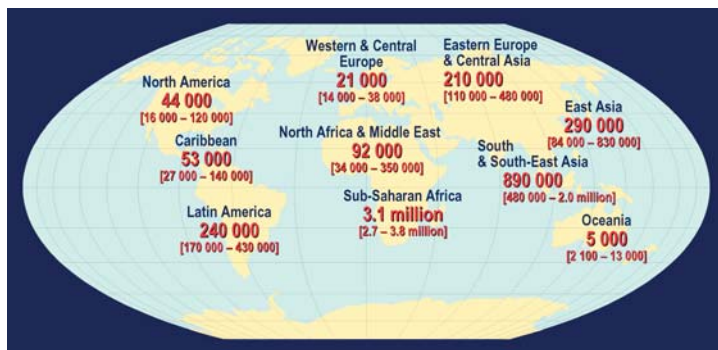 Western & Central
Europe
21 000
[14 000 – 38 000]
Eastern Europe
& Central Asia
210 000
[110 000 – 480 000]
North America
44 000
[16 000 – 120 000]
East Asia
290 000
[84 000 – 830 000]
Caribbean
53 000
[27 000 – 140 000]
North Africa & Middle East
92 000
[34 000 – 350 000]
South
& South-East Asia
890 000
[480 000 – 2.0 million]
Latin America
240 000
[170 000 – 430 000]
Sub-Saharan Africa
3.1 million
[2.7 – 3.8 million]
Oceania
5 000
[2 100 – 13 000]